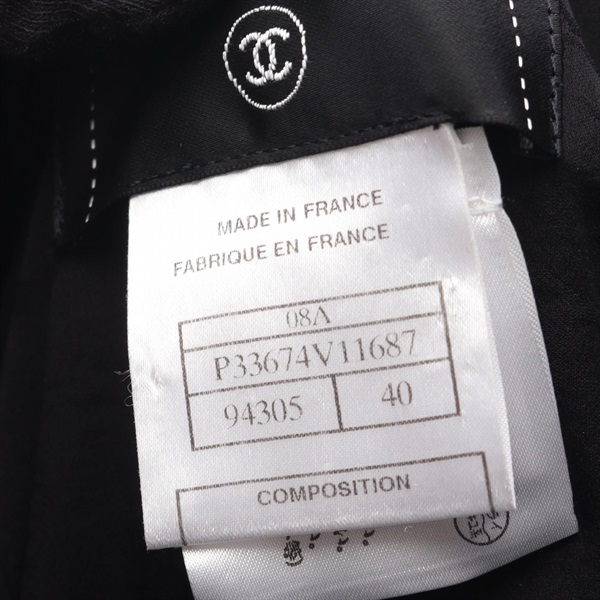 MADE IN FRANCE
FABRIQUE EN FRANCE
08A
P33674V11687
94305 40
COMPOSITION